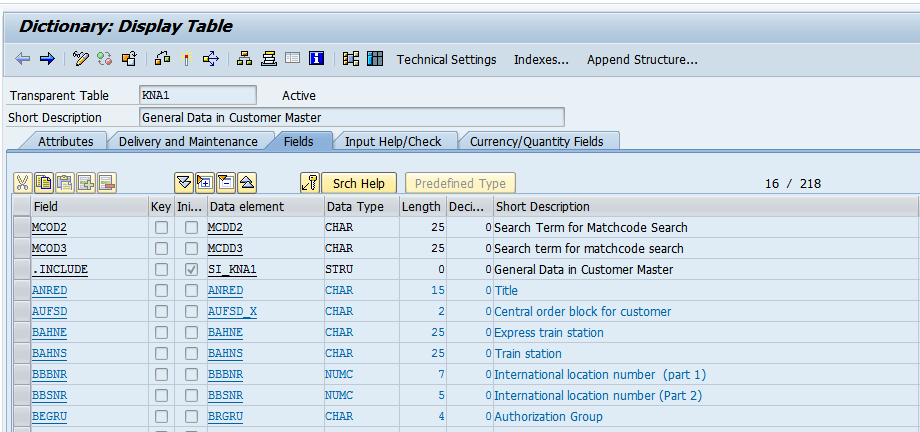 Dictionary: Display Table
Technical Settings Indexes... Append Structure...
Transparent Table KNA1 Active
Short Description General Data in Customer Master
Attributes Delivery and Maintenance Fields Input Help/Check Currency/Quantity Fields
Srch Help Predefined Type 16 / 218
Field Key Ini... Data element Data Type Length Deci... Short Description
MCOD2 MCDD2 CHAR 25 0 Search Term for Matchcode Search
MCOD3 MCDD3 CHAR 25 0 Search term for matchcode search
.INCLUDE SI_KNA1 STRU 0 0 General Data in Customer Master
ANRED ANRED CHAR 15 0 Title
AUFSD AUFSD_X CHAR 2 0 Central order block for customer
BAHNE BAHNE CHAR 25 0 Express train station
BAHNS BAHNS CHAR 25 0 Train station
BBBNR BBBNR NUMC 7 0 International location number (part 1)
BBSNR BBSNR NUMC 5 0 International location number (Part 2)
BEGRU BRGRU CHAR 4 0 Authorization Group